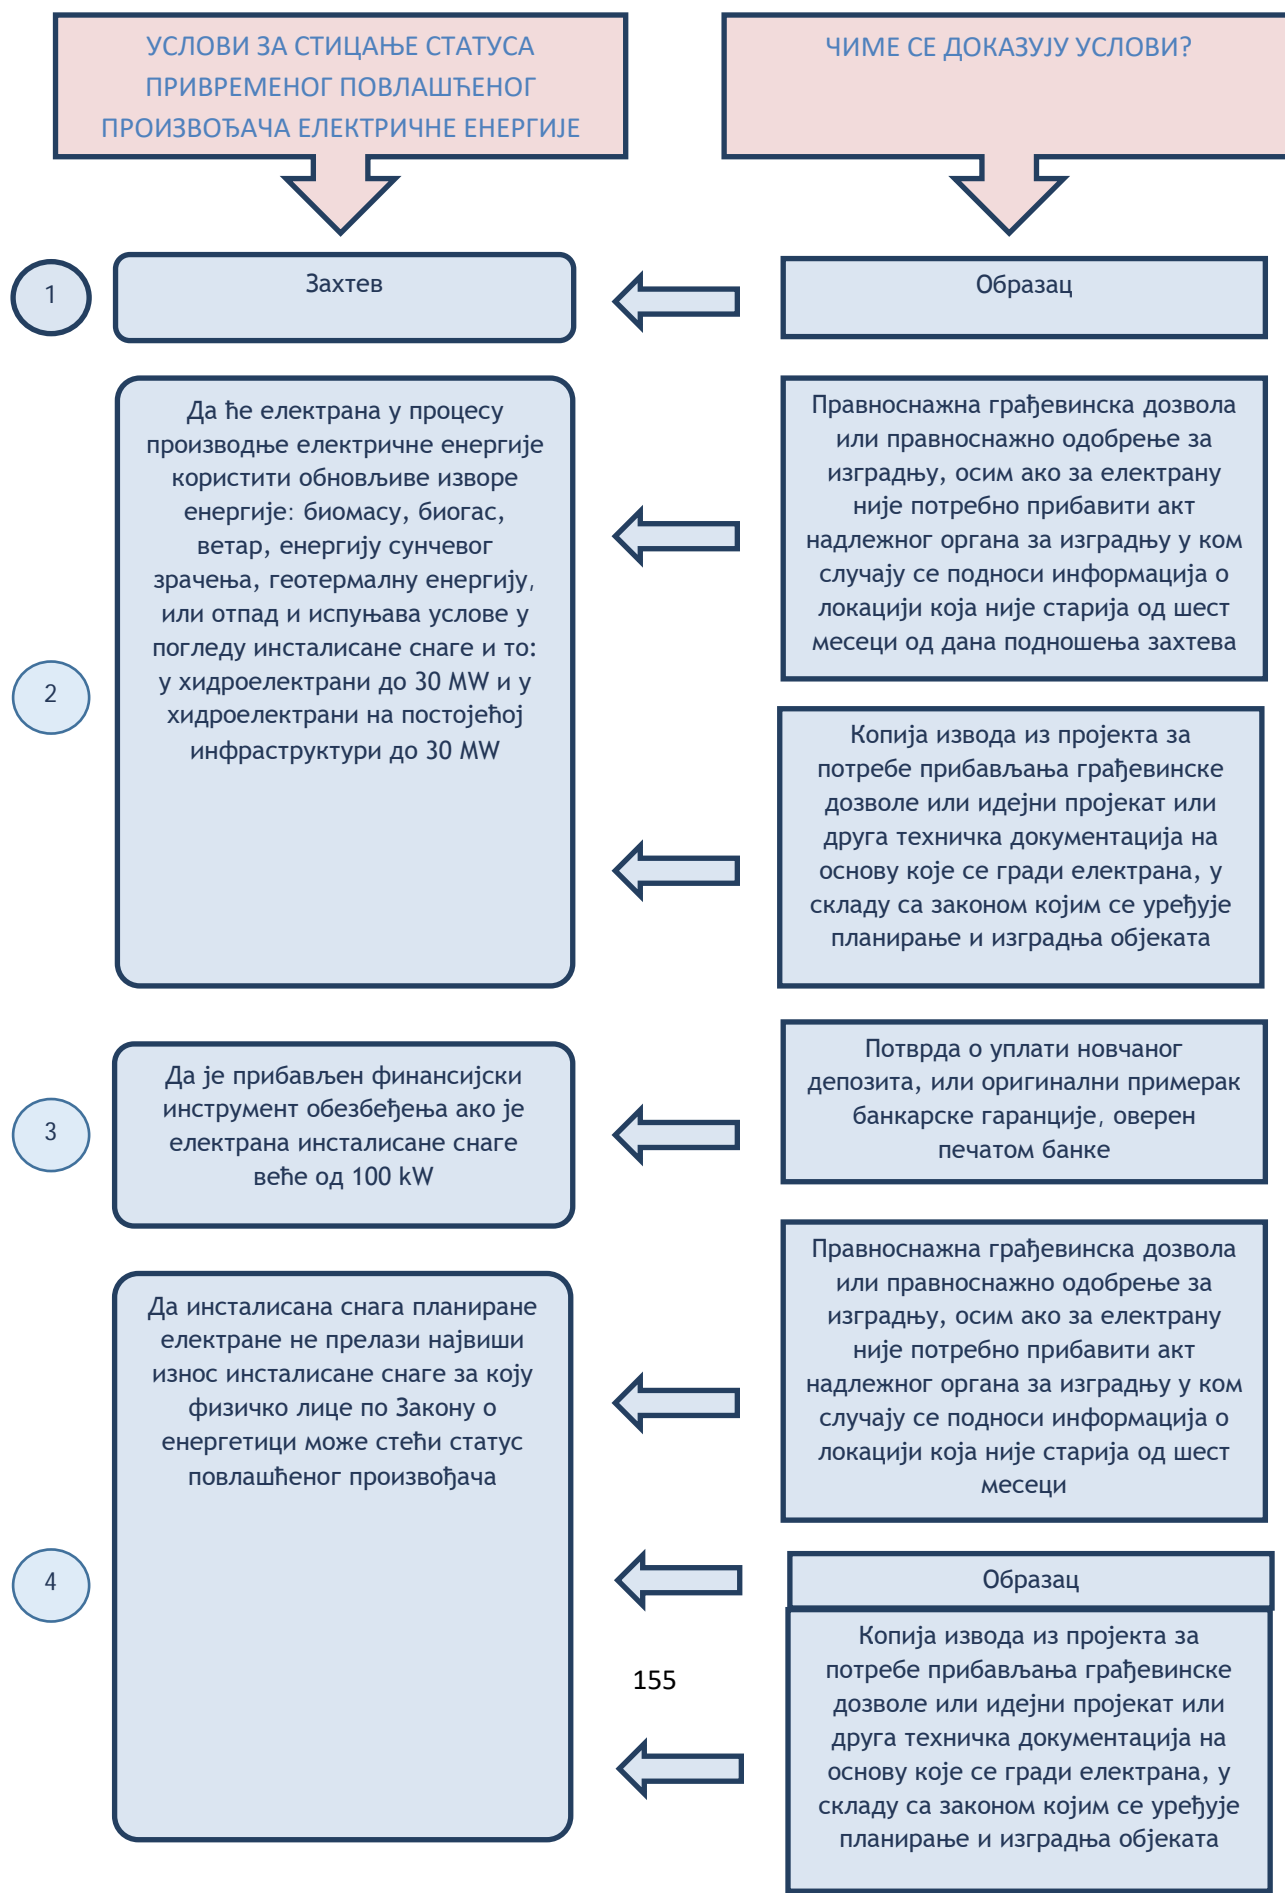 УСЛОВИ ЗА СТИЦАЊЕ СТАТУСА
ПРИВРЕМЕНОГ ПОВЛАШЋЕНОГ
ПРОИЗВОЂАЧА ЕЛЕКТРИЧНЕ ЕНЕРГИЈЕ
ЧИМЕ СЕ ДОКАЗУЈУ УСЛОВИ?
1
Захтев
Образац
2
Да ће електрана у процесу
производње електричне енергије
користити обновљиве изворе
енергије: биомасу, биогас,
ветар, енергију сунчевог
зрачења, геотермалну енергију,
или отпад и испуњава услове у
погледу инсталисане снаге и то:
у хидроелектрани до 30 MW и у
хидроелектрани на постојећој
инфраструктури до 30 MW
Правноснажна грађевинска дозвола
или правноснажно одобрење за
изградњу, осим ако за електрану
није потребно прибавити акт
надлежног органа за изградњу у ком
случају се подноси информација о
локацији која није старија од шест
месеци од дана подношења захтева
Копија извода из пројекта за
потребе прибављања грађевинске
дозволе или идејни пројекат или
друга техничка документација на
основу које се гради електрана, у
складу са законом којим се уређује
планирање и изградња објеката
3
Да је прибављен финансијски
инструмент обезбеђења ако је
електрана инсталисане снаге
веће од 100 kW
Потврда о уплати новчаног
депозита, или оригинални примерак
банкарске гаранције, оверен
печатом банке
4
Да инсталисана снага планиране
електране не прелази највиши
износ инсталисане снаге за коју
физичко лице по Закону о
енергетици може стећи статус
повлашћеног произвођача
Правноснажна грађевинска дозвола
или правноснажно одобрење за
изградњу, осим ако за електрану
није потребно прибавити акт
надлежног органа за изградњу у ком
случају се подноси информација о
локацији која није старија од шест
месеци
Образац
Копија извода из пројекта за
потребе прибављања грађевинске
дозволе или идејни пројекат или
друга техничка документација на
основу које се гради електрана, у
складу са законом којим се уређује
планирање и изградња објеката
155